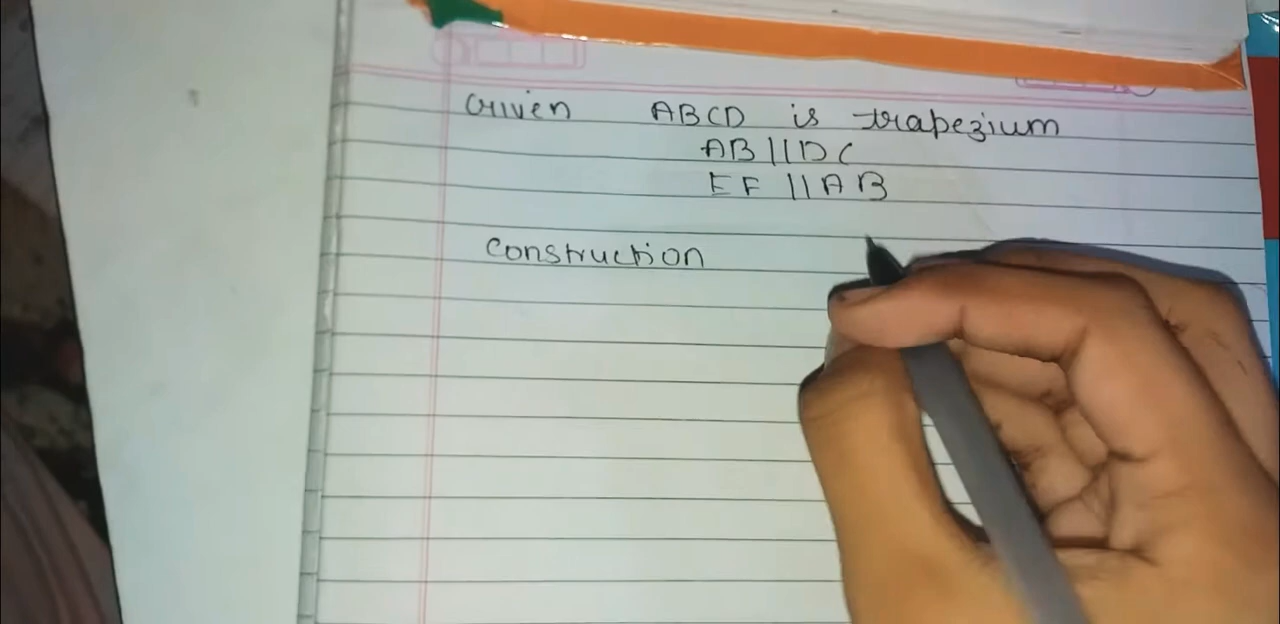 Given ABCD is trapezium
AB || DC
EF || AB
Construction